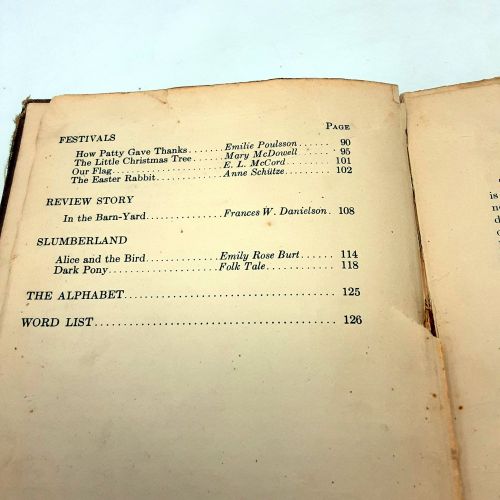 PAGE
FESTIVALS
How Patty Gave Thanks.......Emilie Poulsson...... 90
The Little Christmas Tree....Mary McDowell...... 95
Our Flag....................E. L. McCord....... 101
The Easter Rabbit............Anne Schütze....... 102
REVIEW STORY
In the Barn-Yard............Frances W. Danielson. 108
SLUMBERLAND
Alice and the Bird............Emily Rose Burt..... 114
Dark Pony...................Folk Tale........... 118
THE ALPHABET................................ 125
WORD LIST.................................... 126
is